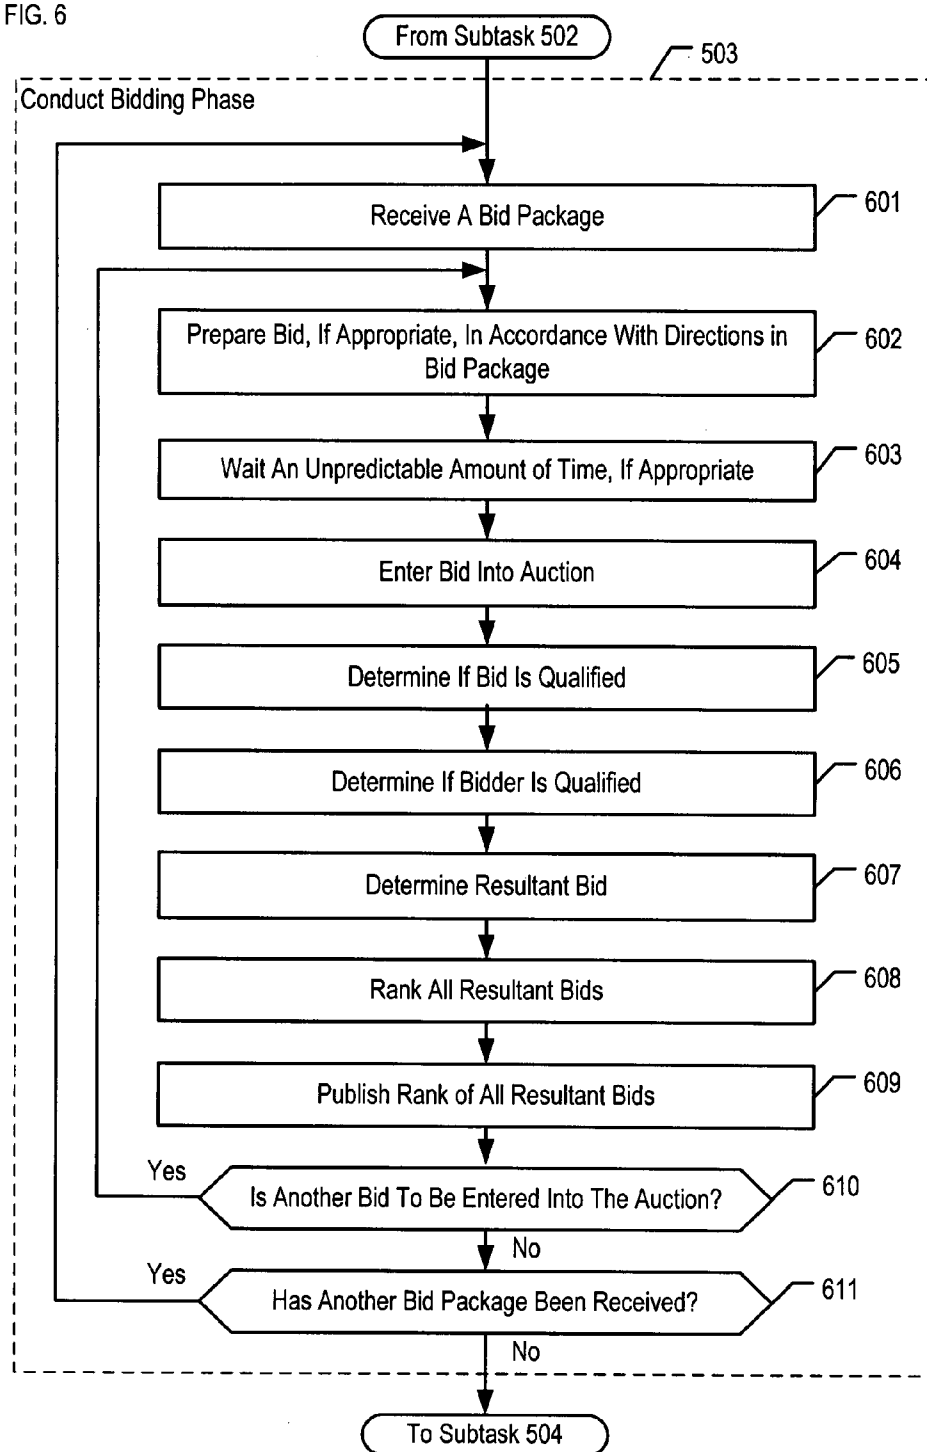 FIG. 6
From Subtask 502
503
Conduct Bidding Phase
Receive A Bid Package
601
Prepare Bid, If Appropriate, In Accordance With Directions in
Bid Package
602
Wait An Unpredictable Amount of Time, If Appropriate
603
Enter Bid Into Auction
604
Determine If Bid Is Qualified
605
Determine If Bidder Is Qualified
606
Determine Resultant Bid
607
Rank All Resultant Bids
608
Publish Rank of All Resultant Bids
609
Yes
Is Another Bid To Be Entered Into The Auction?
610
No
Yes
Has Another Bid Package Been Received?
611
No
To Subtask 504